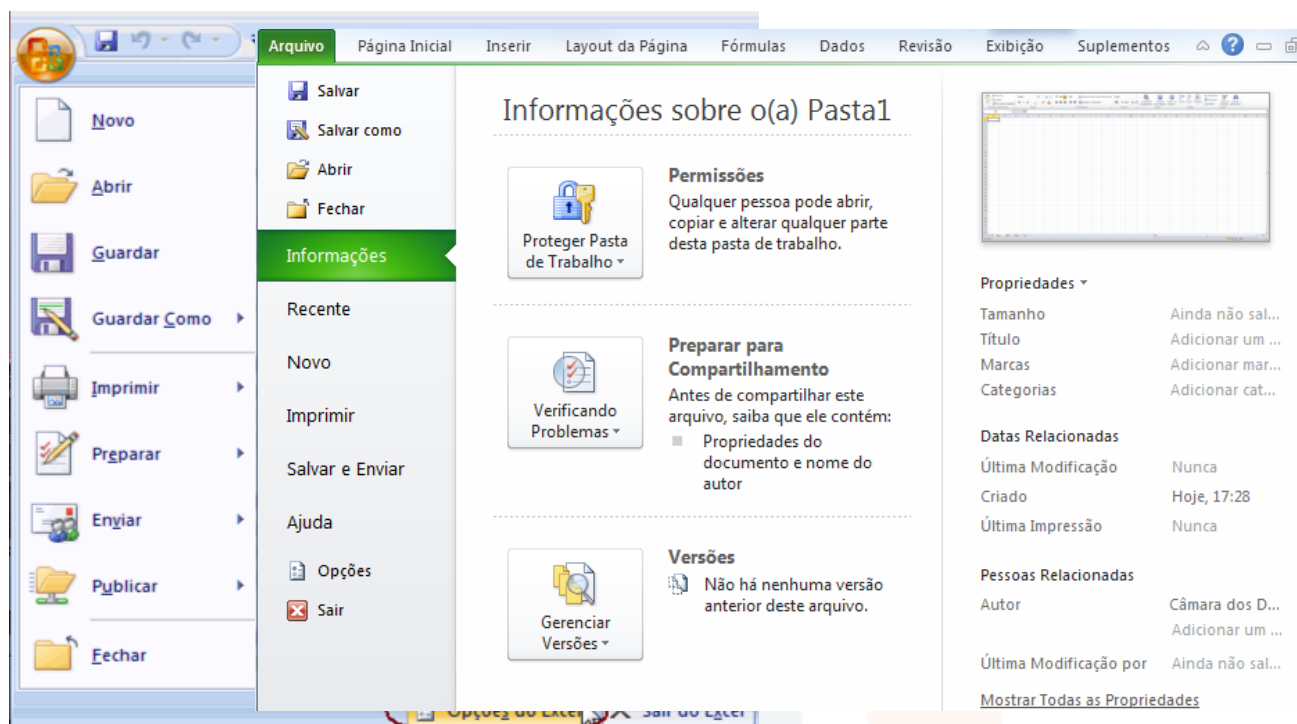 Novo
Abrir
Guardar
Guardar Como
Imprimir
Preparar
Enviar
Publicar
Fechar
Opções do Excel
Sair do Excel
Arquivo Página Inicial Inserir Layout da Página Fórmulas Dados Revisão Exibição Suplementos
Salvar
Salvar como
Abrir
Fechar
Informações
Recente
Novo
Imprimir
Salvar e Enviar
Ajuda
Opções
Sair
Informações sobre o(a) Pasta1
Proteger Pasta
de Trabalho
Permissões
Qualquer pessoa pode abrir,
copiar e alterar qualquer parte
desta pasta de trabalho.
Verificando
Problemas
Preparar para
Compartilhamento
Antes de compartilhar este
arquivo, saiba que ele contém:
Propriedades do
documento e nome do
autor
Gerenciar
Versões
Versões
Não há nenhuma versão
anterior deste arquivo.
Propriedades
Tamanho Ainda não sal...
Título Adicionar um ...
Marcas Adicionar mar...
Categorias Adicionar cat...
Datas Relacionadas
Última Modificação Nunca
Criado Hoje, 17:28
Última Impressão Nunca
Pessoas Relacionadas
Autor Câmara dos D...
Adicionar um ...
Última Modificação por Ainda não sal...
Mostrar Todas as Propriedades